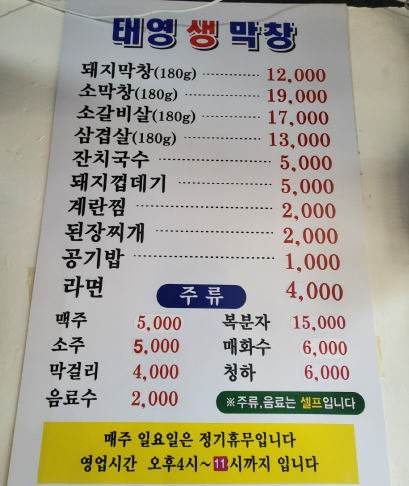 태영 생 막창
돼지막창(180g) 12,000
소막창(180g) 19,000
소갈비살(180g) 17,000
삼겹살(180g) 13,000
잔치국수 5,000
돼지껍데기 5,000
계란찜 2,000
된장찌개 2,000
공기밥 1,000
라면 4,000
주류
맥주 5,000 복분자 15,000
소주 5,000 매화수 6,000
막걸리 4,000 청하 6,000
음료수 2,000 ※주류,음료는 셀프입니다
매주 일요일은 정기휴무입니다
영업시간 오후4시~11시까지 입니다